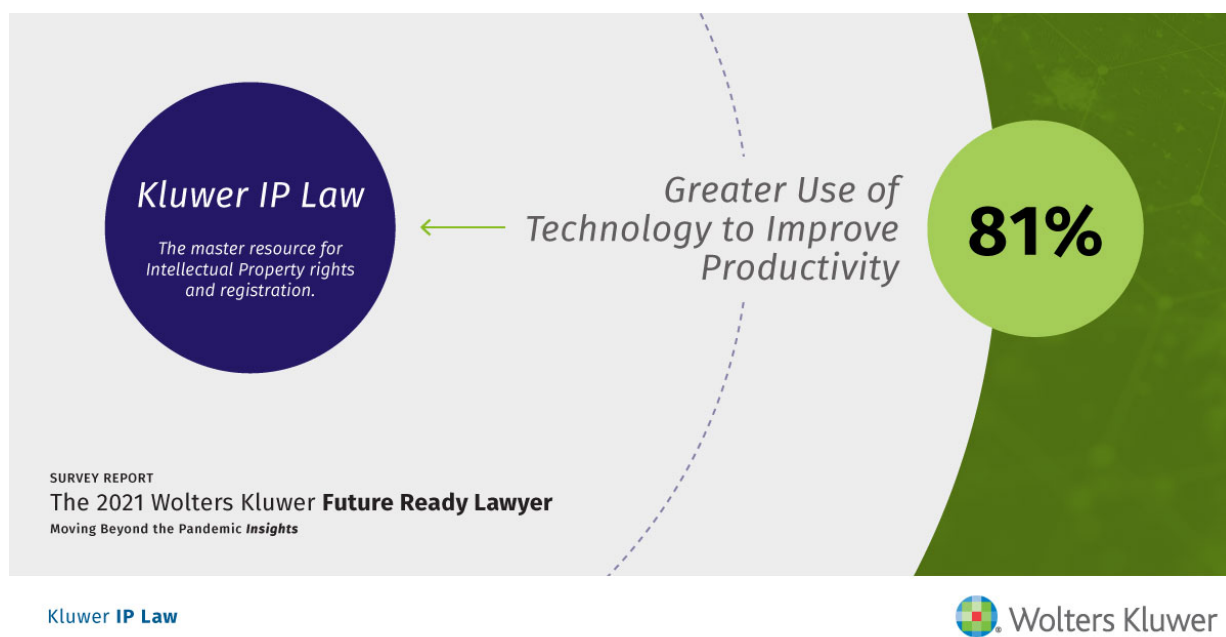 Kluwer IP Law
The master resource for
Intellectual Property rights
and registration.
Greater Use of
Technology to Improve
Productivity
81%
SURVEY REPORT
The 2021 Wolters Kluwer Future Ready Lawyer
Moving Beyond the Pandemic Insights
Kluwer IP Law
Wolters Kluwer